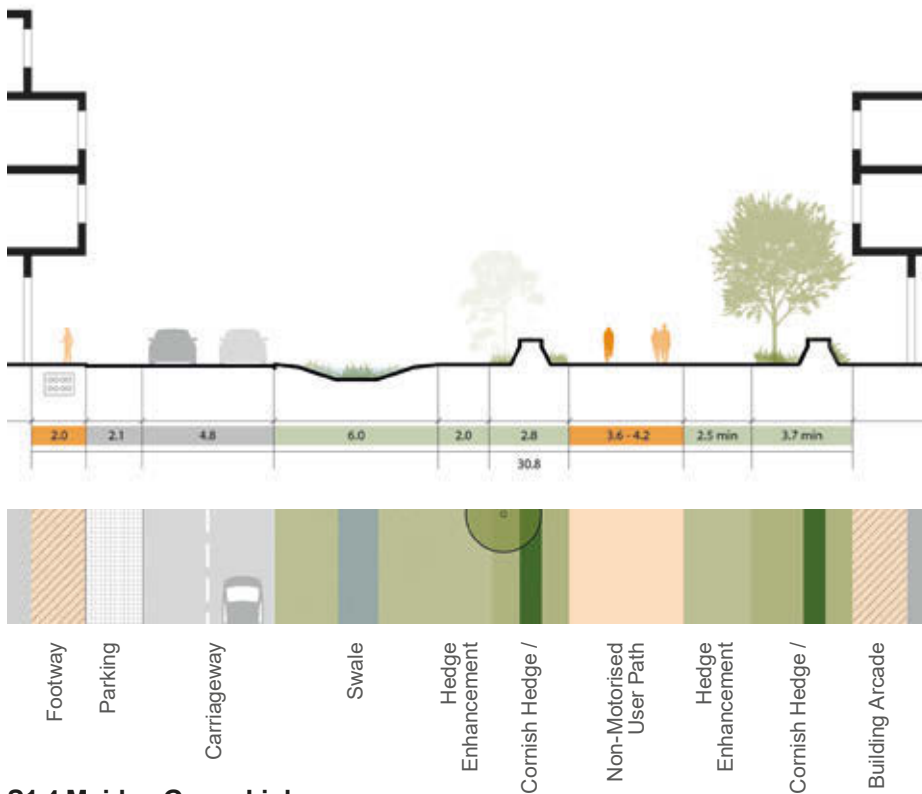 2.0 2.1 4.8 6.0 2.0 2.8 3.6 - 4.2 2.5 min 3.7 min
30.8
Footway
Parking
Carriageway
Swale
Hedge
Enhancement
Cornish Hedge /
Non-Motorised
User Path
Hedge
Enhancement
Cornish Hedge /
Building Arcade